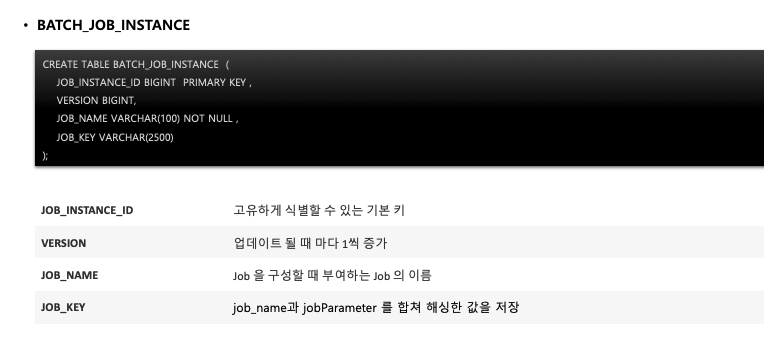 • BATCH_JOB_INSTANCE
CREATE TABLE BATCH_JOB_INSTANCE (
JOB_INSTANCE_ID BIGINT PRIMARY KEY ,
VERSION BIGINT,
JOB_NAME VARCHAR(100) NOT NULL ,
JOB_KEY VARCHAR(2500)
);
JOB_INSTANCE_ID 고유하게 식별할 수 있는 기본 키
VERSION 업데이트 될 때 마다 1씩 증가
JOB_NAME Job 을 구성할 때 부여하는 Job 의 이름
JOB_KEY job_name과 jobParameter 를 합쳐 해싱한 값을 저장